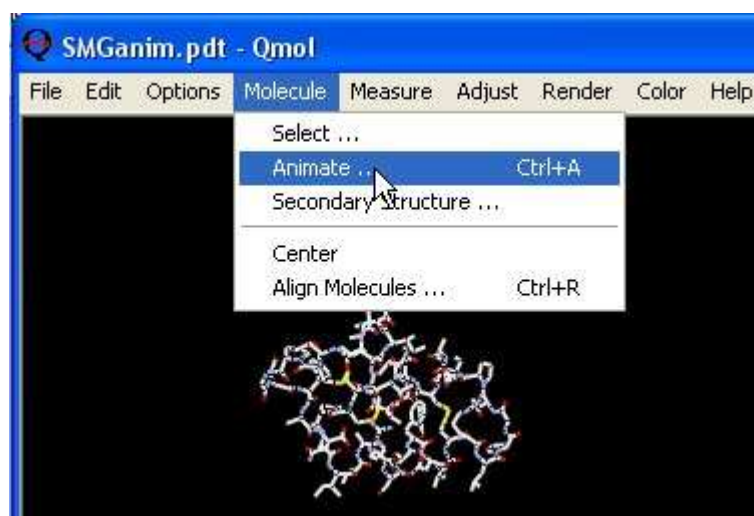 SMGanim.pdt - Qmol
File Edit Options Molecule Measure Adjust Render Color Help
Select ...
Animate ... Ctrl+A
Secondary Structure ...
Center
Align Molecules ... Ctrl+R